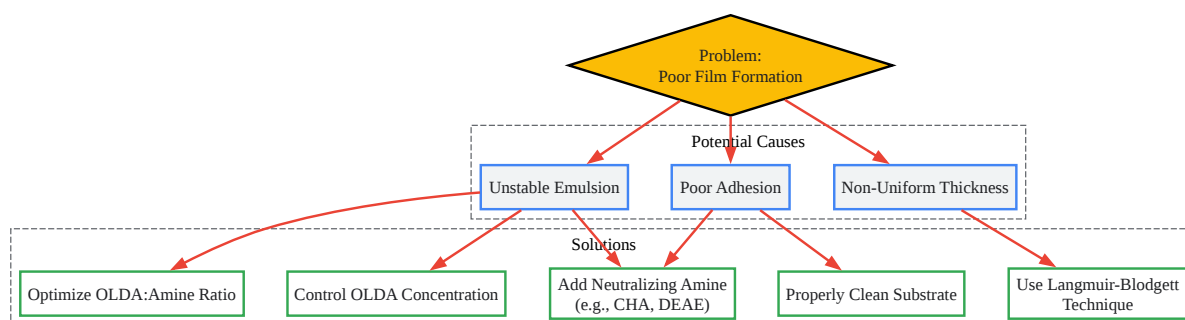 Problem:
Poor Film Formation
Potential Causes
Unstable Emulsion
Poor Adhesion
Non-Uniform Thickness
Solutions
Optimize OLDA:Amine Ratio
Control OLDA Concentration
Add Neutralizing Amine
(e.g., CHA, DEAE)
Properly Clean Substrate
Use Langmuir-Blodgett
Technique